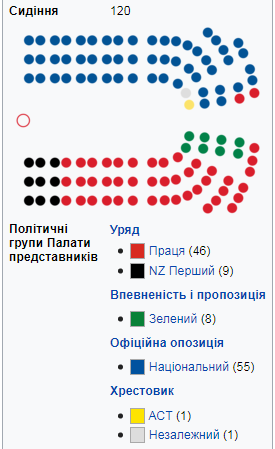 Сидіння 120
Політичні
групи Палати
представників
Уряд
Праця (46)
NZ Перший (9)
Впевненість і пропозиція
Зелений (8)
Офіційна опозиція
Національний (55)
Хрестовик
АСТ (1)
Незалежний (1)